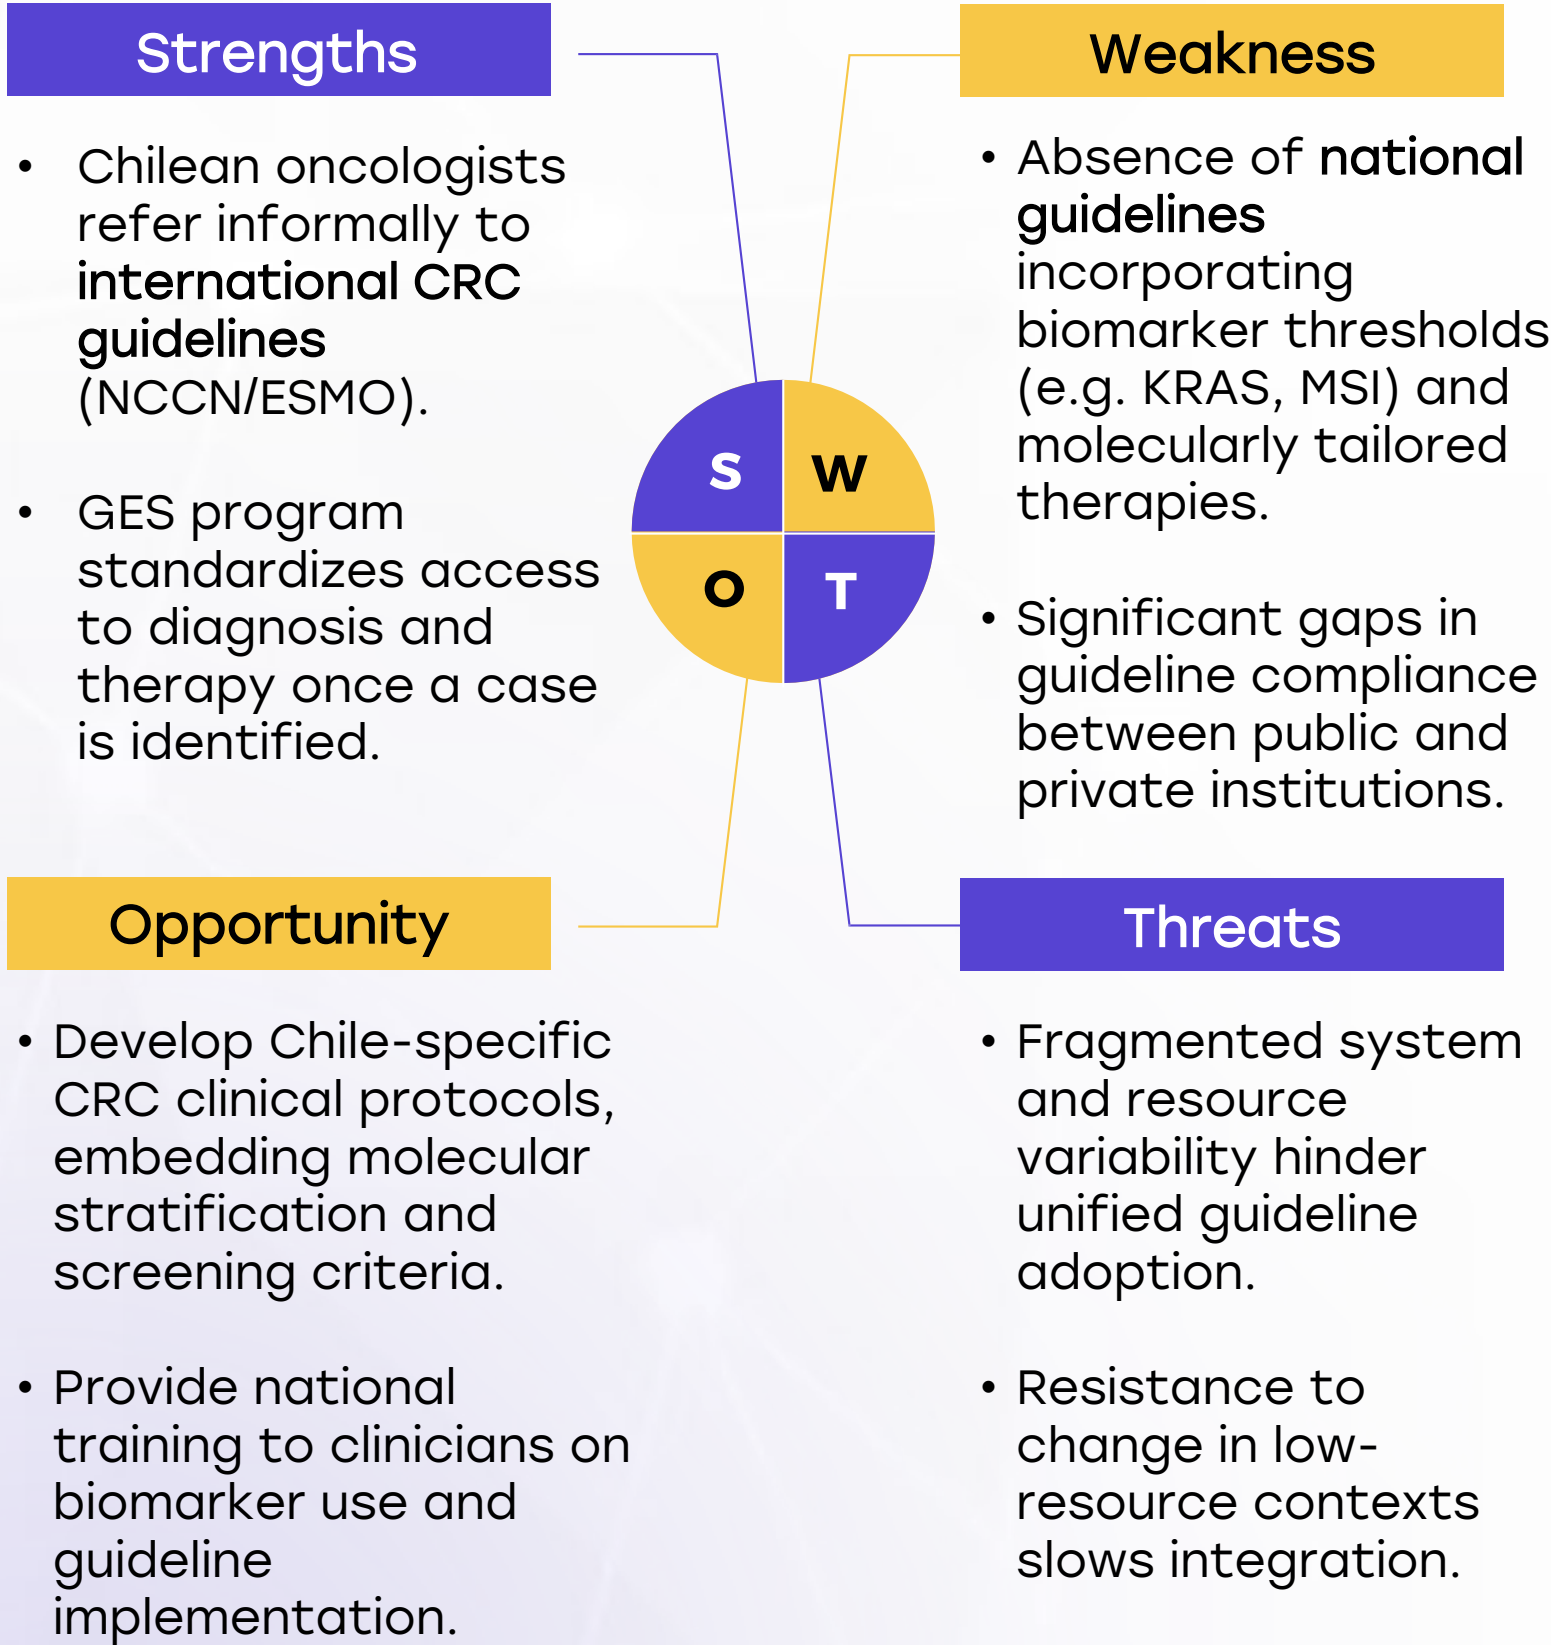 Strengths
• Chilean oncologists
refer informally to
international CRC
guidelines
(NCCN/ESMO).
• GES program
standardizes access
to diagnosis and
therapy once a case
is identified.
Weakness
• Absence of national
guidelines
incorporating
biomarker thresholds
(e.g. KRAS, MSI) and
molecularly tailored
therapies.
• Significant gaps in
guideline compliance
between public and
private institutions.
S
W
O
T
Opportunity
• Develop Chile-specific
CRC clinical protocols,
embedding molecular
stratification and
screening criteria.
• Provide national
training to clinicians on
biomarker use and
guideline
implementation.
Threats
• Fragmented system
and resource
variability hinder
unified guideline
adoption.
• Resistance to
change in low-
resource contexts
slows integration.